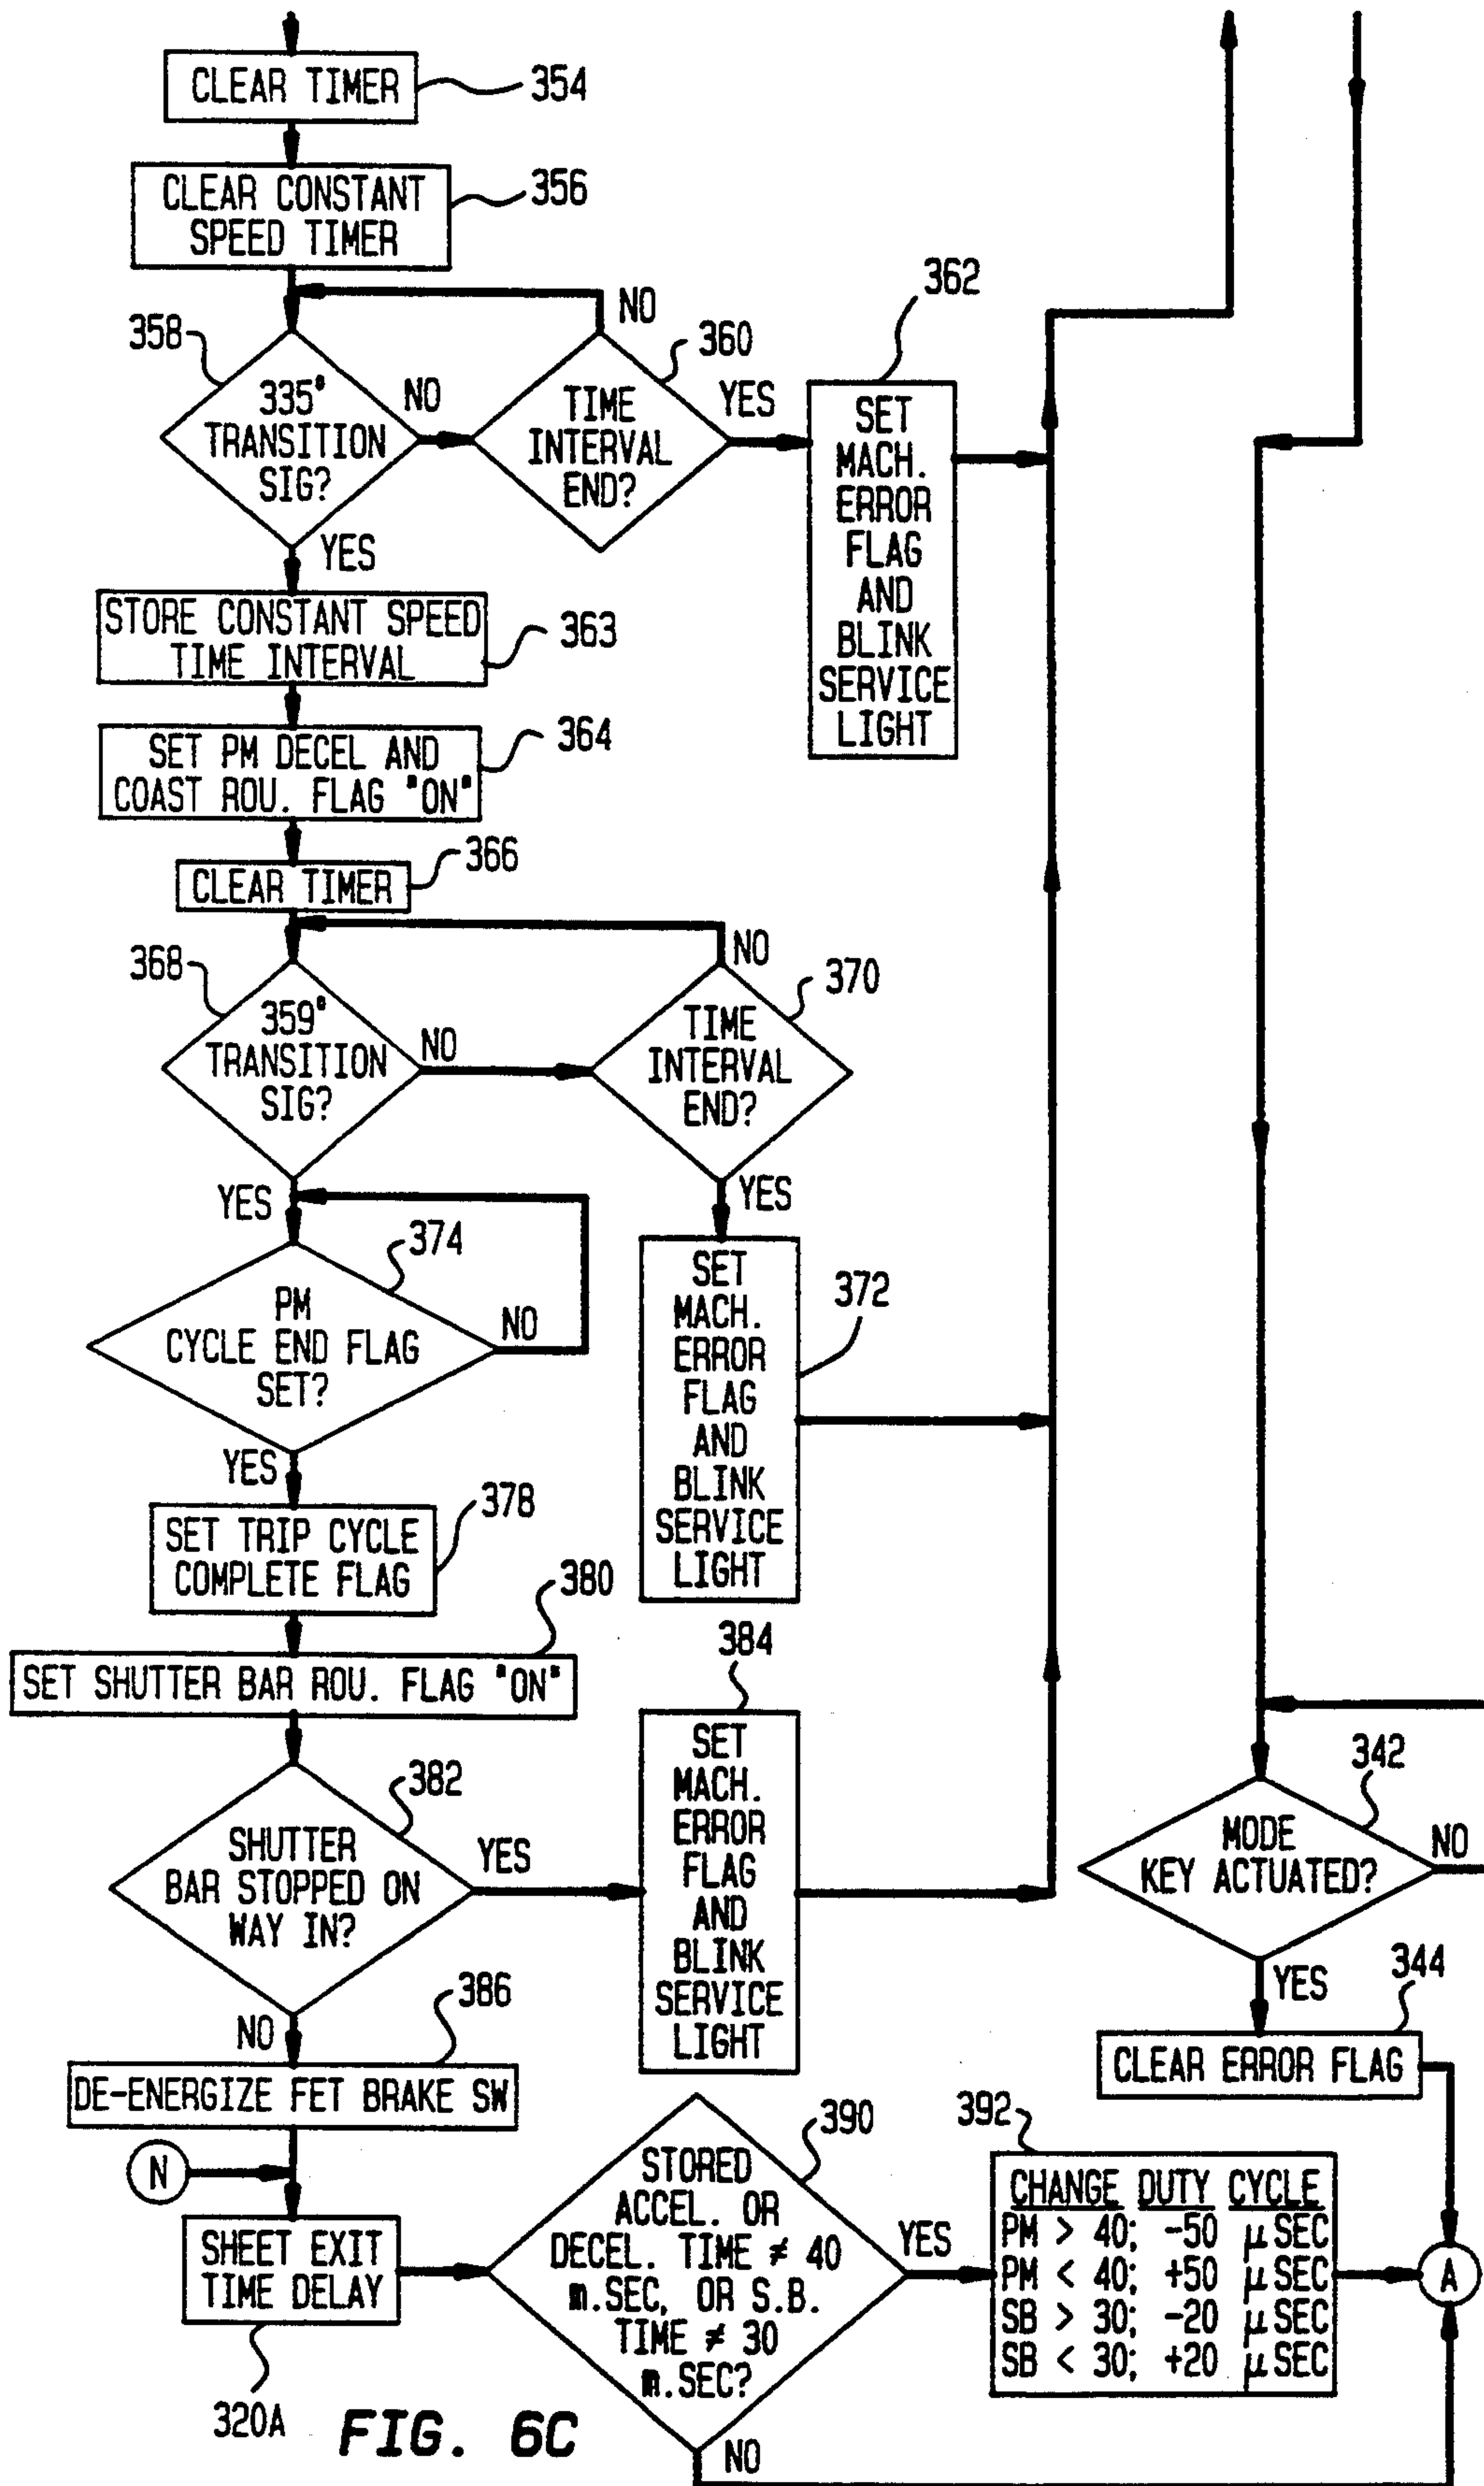 CLEAR TIMER
354
CLEAR CONSTANT
SPEED TIMER
356
358
335°
TRANSITION
SIG?
NO
YES
360
TIME
INTERVAL
END?
NO
YES
362
SET
MACH.
ERROR
FLAG
AND
BLINK
SERVICE
LIGHT
STORE CONSTANT SPEED
TIME INTERVAL
363
SET PM DECEL AND
COAST ROU. FLAG "ON"
364
CLEAR TIMER
366
368
359°
TRANSITION
SIG?
NO
YES
370
TIME
INTERVAL
END?
NO
YES
372
SET
MACH.
ERROR
FLAG
AND
BLINK
SERVICE
LIGHT
374
PM
CYCLE END FLAG
SET?
NO
YES
SET TRIP CYCLE
COMPLETE FLAG
378
SET SHUTTER BAR ROU. FLAG "ON"
380
382
SHUTTER
BAR STOPPED ON
WAY IN?
YES
NO
384
SET
MACH.
ERROR
FLAG
AND
BLINK
SERVICE
LIGHT
342
MODE
KEY ACTUATED?
NO
YES
344
CLEAR ERROR FLAG
386
DE-ENERGIZE FET BRAKE SW
N
SHEET EXIT
TIME DELAY
320A
390
STORED
ACCEL. OR
DECEL. TIME ≠ 40
m.SEC, OR S.B.
TIME ≠ 30
m.SEC?
YES
NO
392
CHANGE DUTY CYCLE
PM > 40; -50 μSEC
PM < 40; +50 μSEC
SB > 30; -20 μSEC
SB < 30; +20 μSEC
A
FIG. 6C